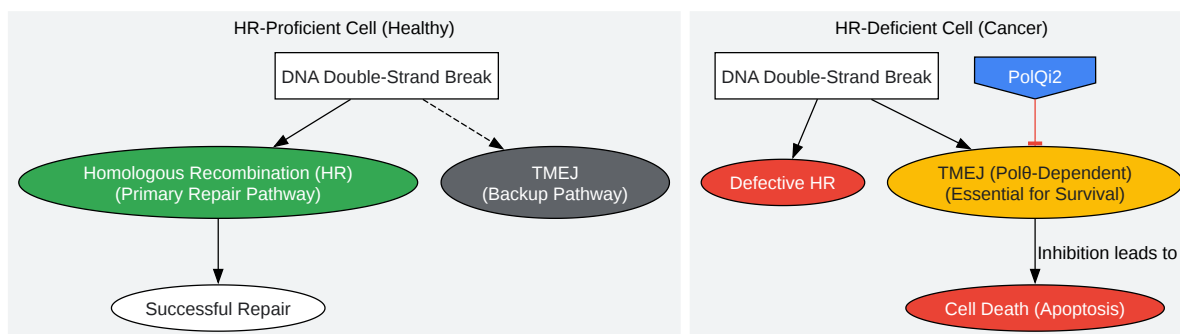 HR-Proficient Cell (Healthy)
DNA Double-Strand Break
Homologous Recombination (HR)
(Primary Repair Pathway)
TMEJ
(Backup Pathway)
Successful Repair
HR-Deficient Cell (Cancer)
DNA Double-Strand Break
PolQi2
Defective HR
TMEJ (Polθ-Dependent)
(Essential for Survival)
Inhibition leads to
Cell Death (Apoptosis)